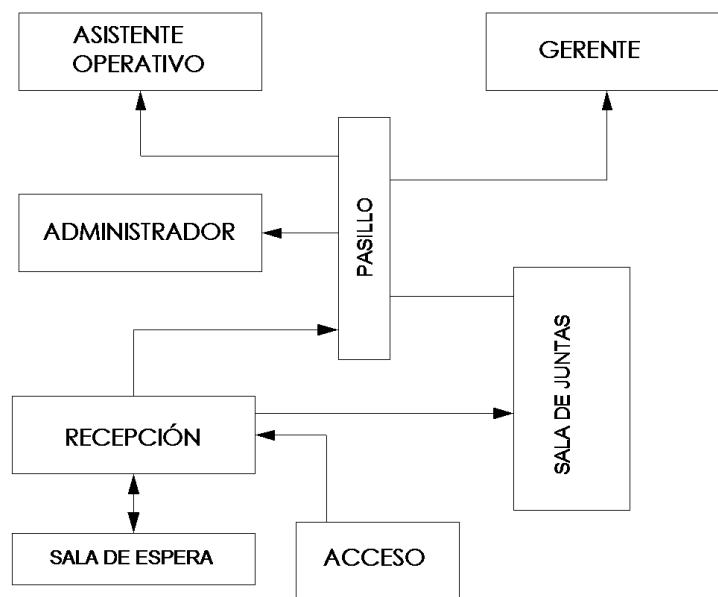 ASISTENTE
OPERATIVO
GERENTE
PASILLO
ADMINISTRADOR
SALA DE JUNTAS
RECEPCIÓN
SALA DE ESPERA
ACCESO